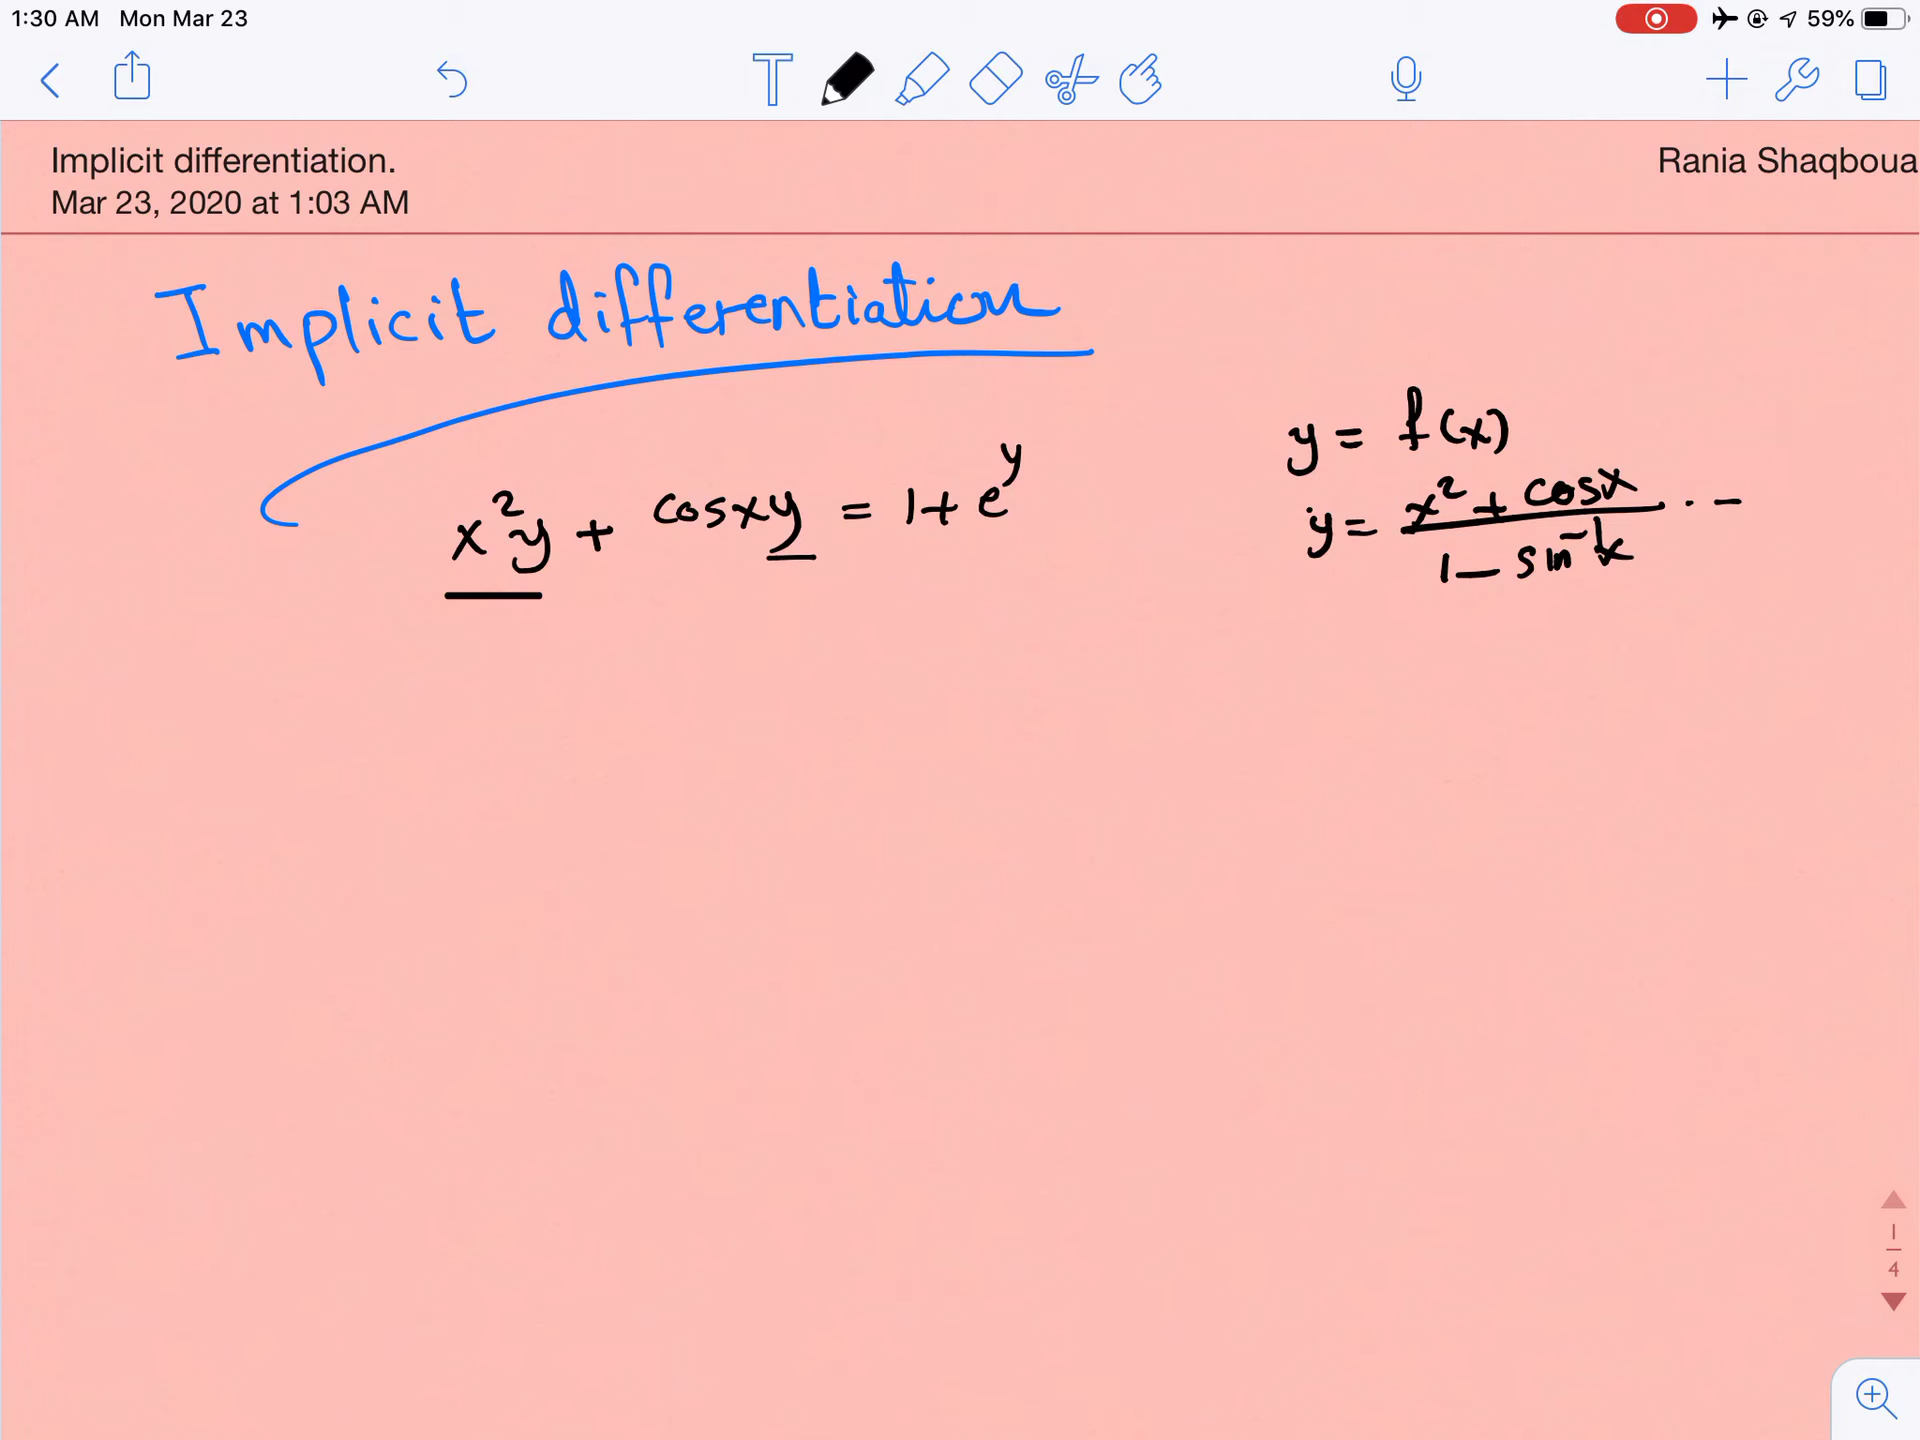 1:30 AM Mon Mar 23
59%
Implicit differentiation.
Rania Shaqboua
Mar 23, 2020 at 1:03 AM
Implicit differentiation
y = f(x)
x²y + cosxy = 1 + e^y
y = (x² + cosx)/(1 - sin⁻¹x) ...
1
4